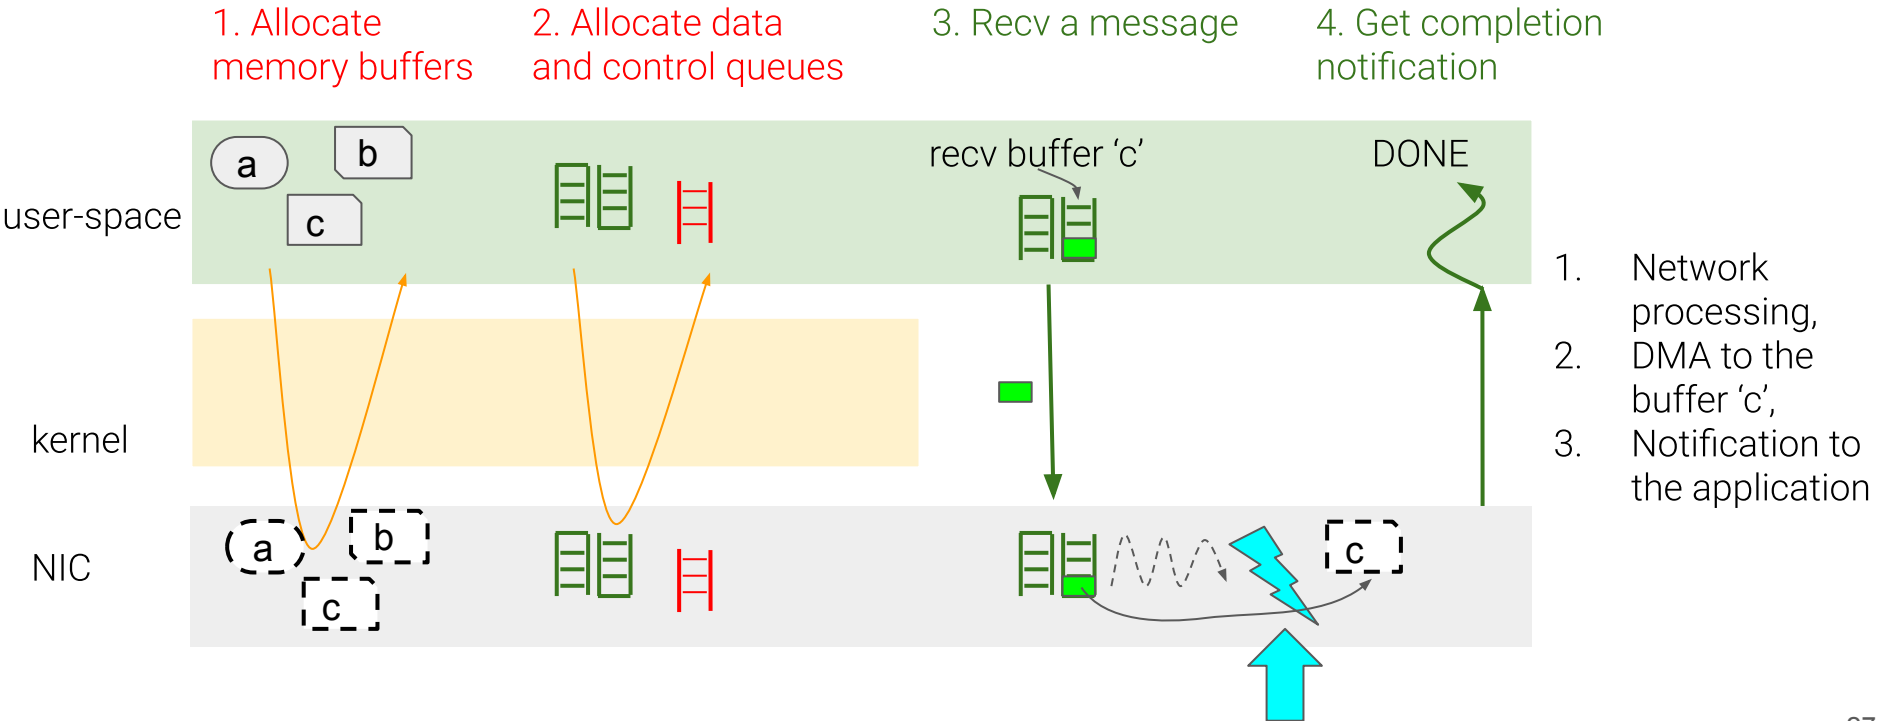 1. Allocate
memory buffers
2. Allocate data
and control queues
3. Recv a message
4. Get completion
notification
a
b
c
recv buffer ‘c’
DONE
user-space
kernel
NIC
a
b
c
c
1. Network
processing,
2. DMA to the
buffer ‘c’,
3. Notification to
the application